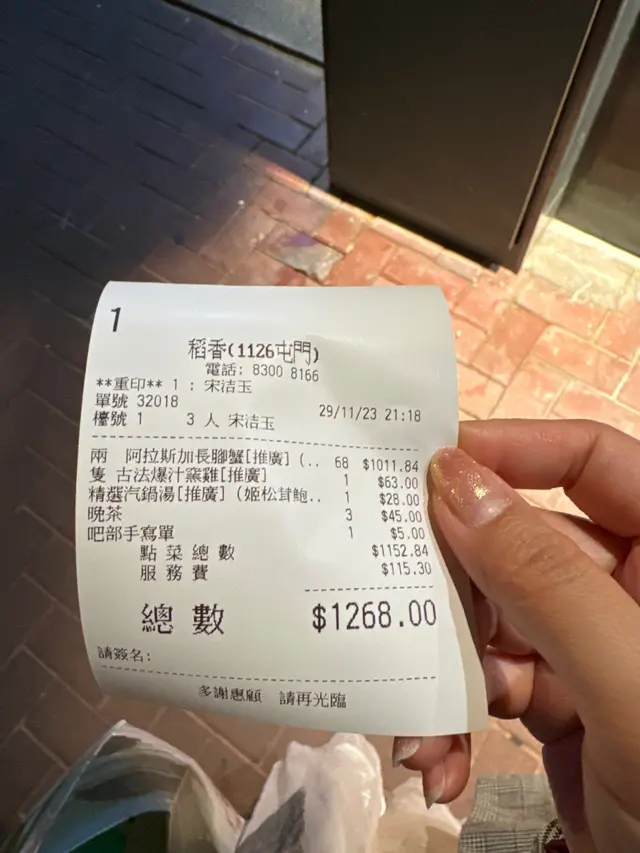 1
稻香(1126屯門)
電話: 8300 8166
**重印** 1 : 宋洁玉
單號 32018 29/11/23 21:18
檯號 1 3 人 宋洁玉
兩 阿拉斯加長腳蟹[推廣] (.. 68 $1011.84
隻 古法爆汁窯雞[推廣] 1 $63.00
精選汽鍋湯[推廣] (姬松茸鮑.. 1 $28.00
晚茶 3 $45.00
吧部手寫單 1 $5.00
點菜總數 $1152.84
服務費 $115.30
總數 $1268.00
請簽名:
多謝惠顧 請再光臨